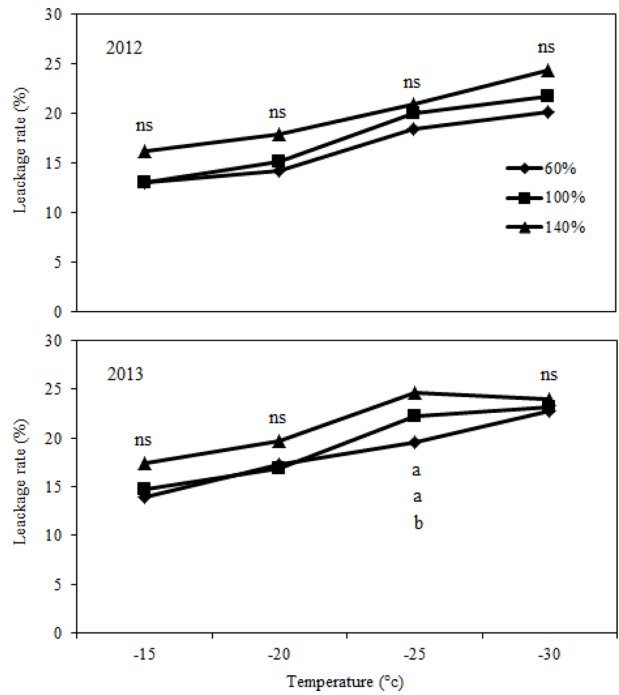 30
2012
ns
ns
ns
ns
25
20
15
10
5
0
Leackage rate (%)
60%
100%
140%
30
2013
ns
ns
ns
25
20
15
10
5
0
Leackage rate (%)
a
a
b
-15 -20 -25 -30
Temperature (°c)